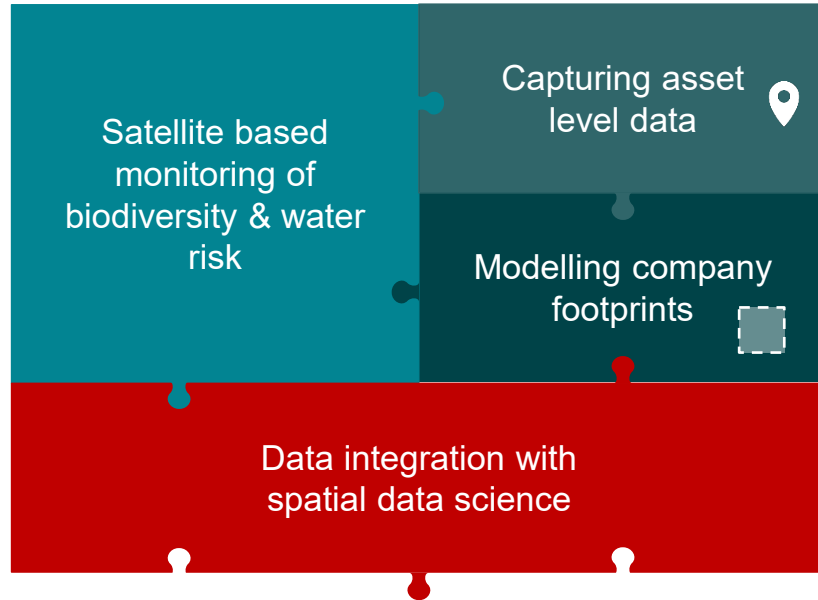 Satellite based
monitoring of
biodiversity & water
risk
Capturing asset
level data
Modelling company
footprints
Data integration with
spatial data science